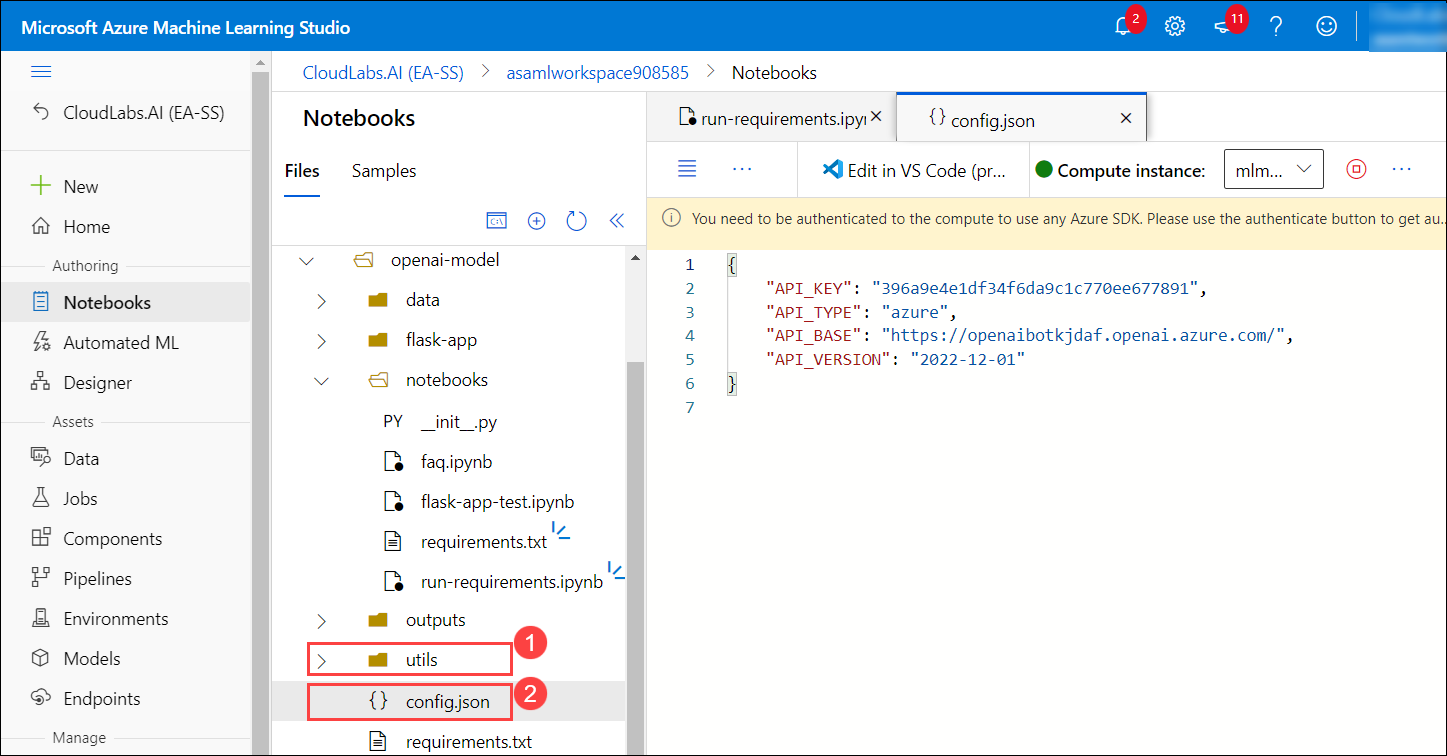 Microsoft Azure Machine Learning Studio
2
11
CloudLabs.AI (EA-SS)
New
Home
Authoring
Notebooks
Automated ML
Designer
Assets
Data
Jobs
Components
Pipelines
Environments
Models
Endpoints
Manage
CloudLabs.AI (EA-SS) > asamlworkspace908585 > Notebooks
Notebooks
Files Samples
openai-model
data
flask-app
notebooks
PY __init__.py
faq.ipynb
flask-app-test.ipynb
requirements.txt
run-requirements.ipynb
outputs
utils 1
{} config.json 2
requirements.txt
run-requirements.ipyn × {} config.json ×
... Edit in VS Code (pr... Compute instance: mlm... ...
You need to be authenticated to the compute to use any Azure SDK. Please use the authenticate button to get au...
1 {
2 "API_KEY": "396a9e4e1df34f6da9c1c770ee677891",
3 "API_TYPE": "azure",
4 "API_BASE": "https://openaibotkjdaf.openai.azure.com/",
5 "API_VERSION": "2022-12-01"
6 }
7